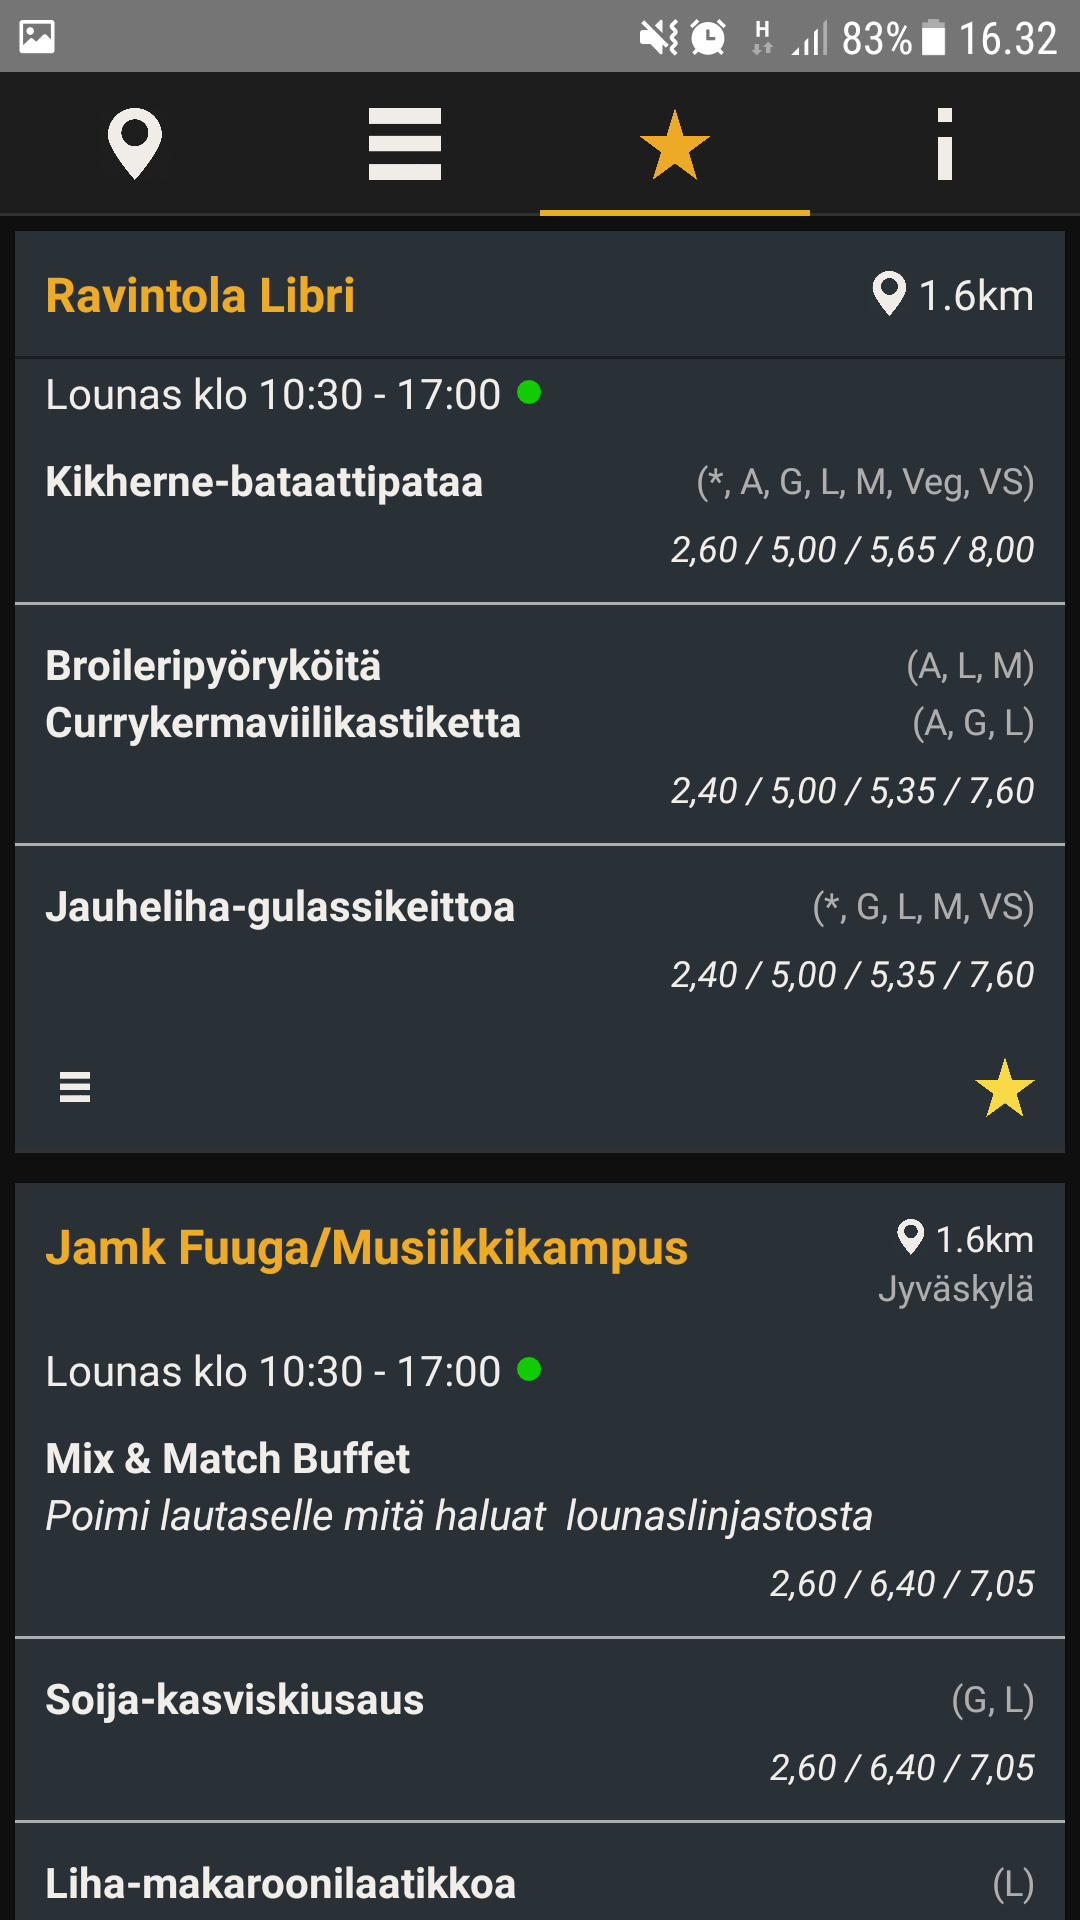 H 83% 16.32
Ravintola Libri 1.6km
Lounas klo 10:30 - 17:00
Kikherne-bataattipataa (*, A, G, L, M, Veg, VS)
2,60 / 5,00 / 5,65 / 8,00
Broileripyöryköitä (A, L, M)
Currykermaviilikastiketta (A, G, L)
2,40 / 5,00 / 5,35 / 7,60
Jauheliha-gulassikeittoa (*, G, L, M, VS)
2,40 / 5,00 / 5,35 / 7,60
Jamk Fuuga/Musiikkikampus 1.6km
Jyväskylä
Lounas klo 10:30 - 17:00
Mix & Match Buffet
Poimi lautaselle mitä haluat lounaslinjastosta
2,60 / 6,40 / 7,05
Soija-kasviskiusaus (G, L)
2,60 / 6,40 / 7,05
Liha-makaroonilaatikkoa (L)